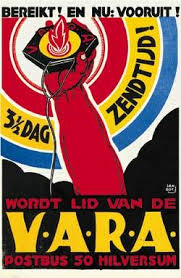 BEREIKT! EN NU: VOORUIT!
3½ DAG ZENDTIJD!
WORDT LID VAN DE
V.A.R.A.
POSTBUS 50 HILVERSUM